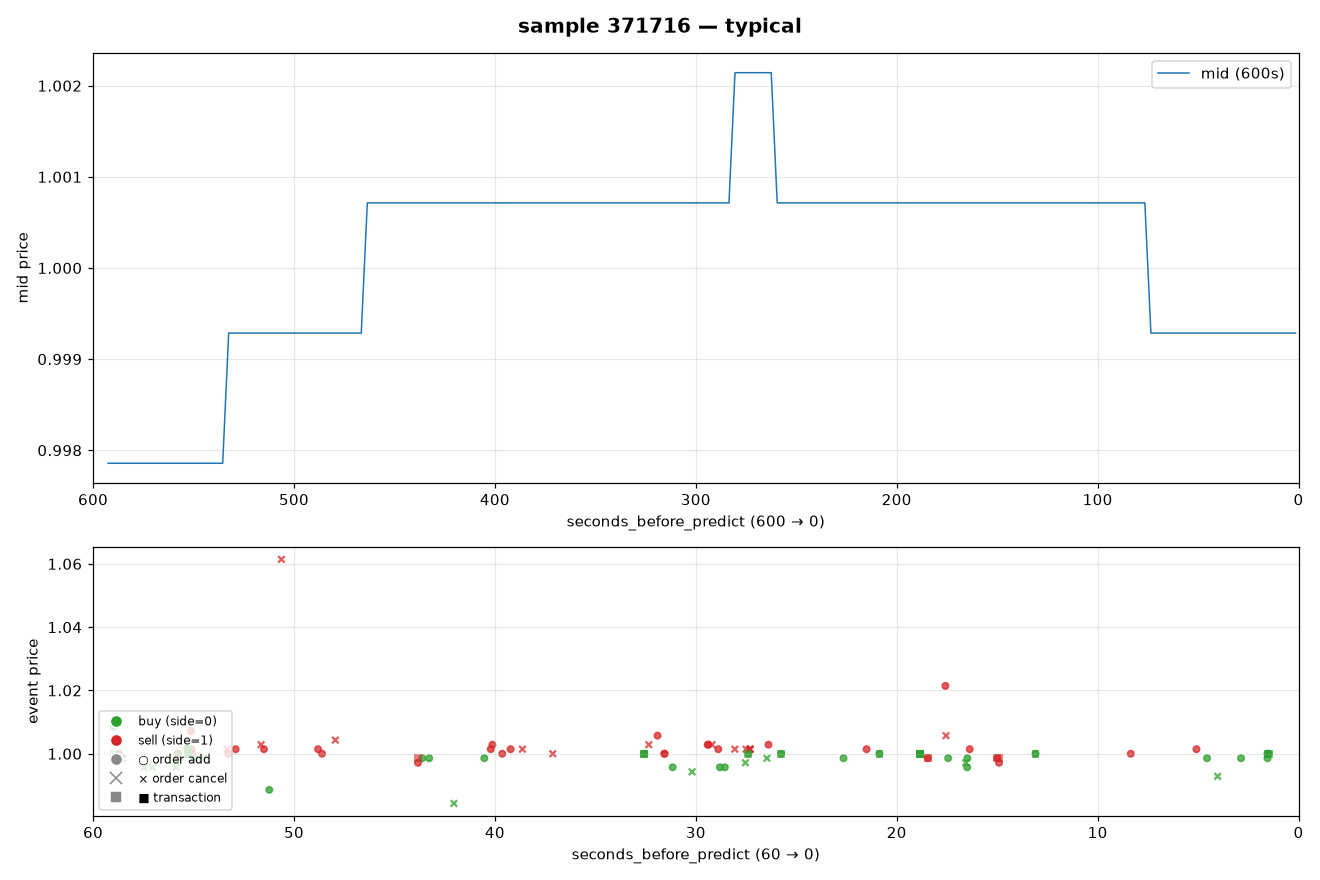 sample 371716 — typical
mid (600s)
1.002
1.001
1.000
0.999
0.998
mid price
600 500 400 300 200 100 0
seconds_before_predict (600 → 0)
1.06
1.04
1.02
1.00
event price
buy (side=0)
sell (side=1)
○ order add
× order cancel
■ transaction
60 50 40 30 20 10 0
seconds_before_predict (60 → 0)